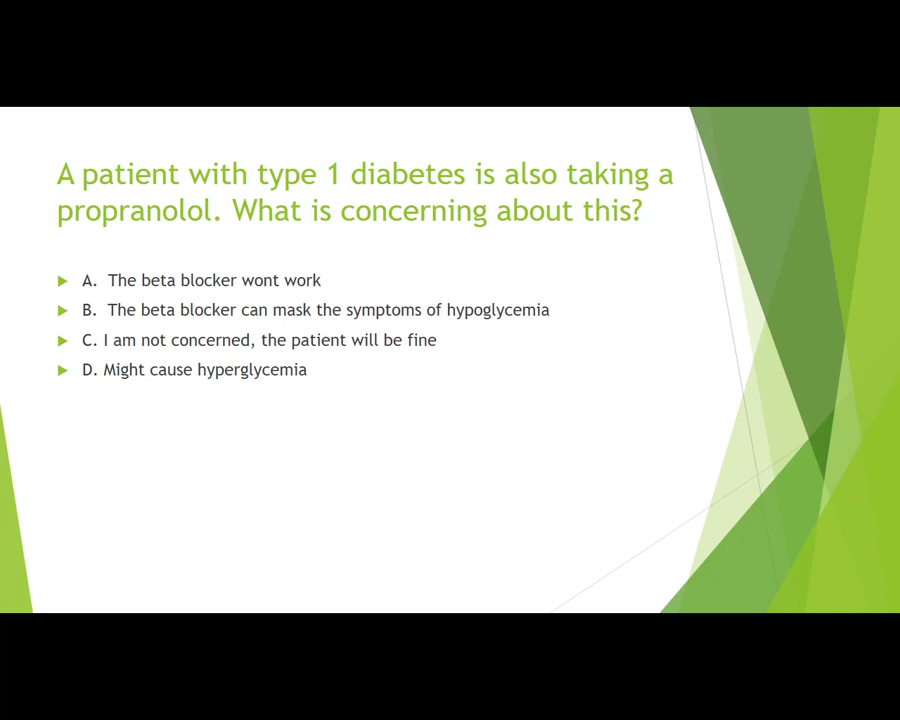 A patient with type 1 diabetes is also taking a
propranolol. What is concerning about this?
A. The beta blocker wont work
B. The beta blocker can mask the symptoms of hypoglycemia
C. I am not concerned, the patient will be fine
D. Might cause hyperglycemia